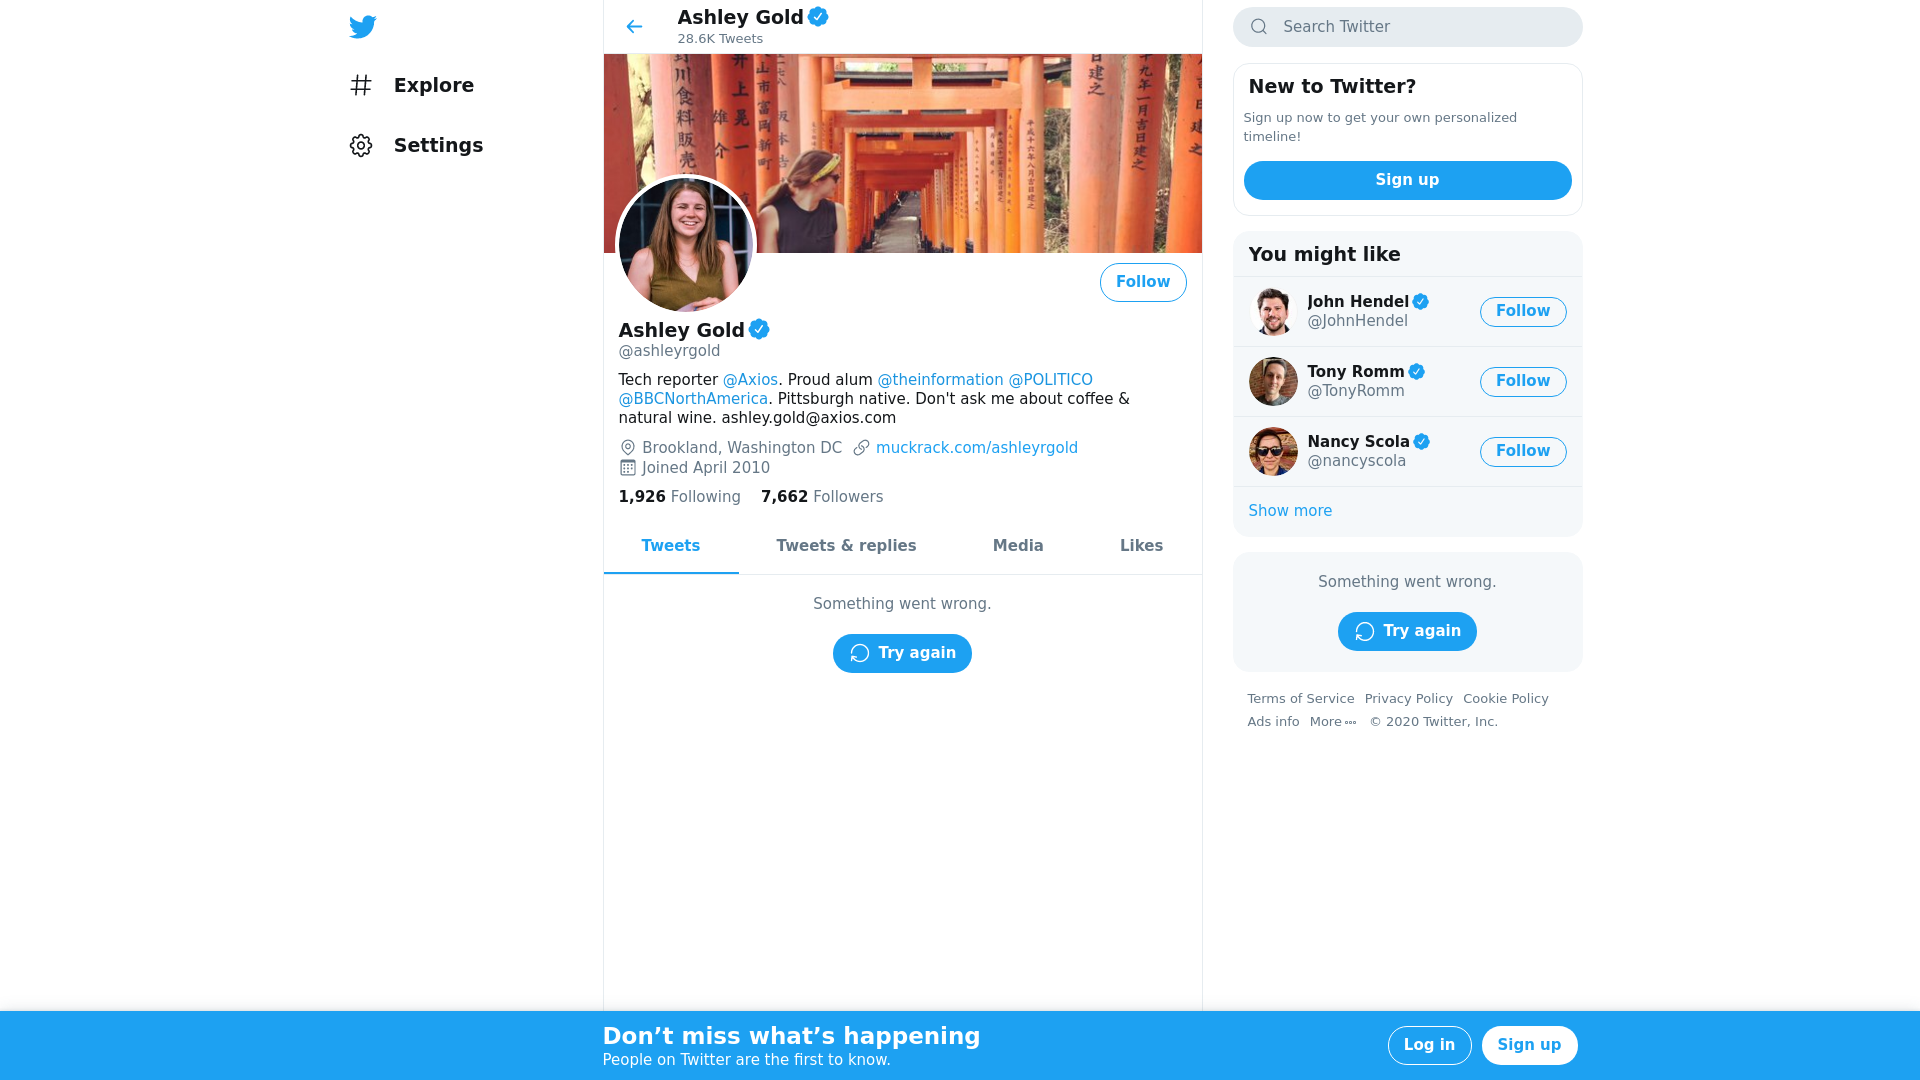 Explore
Settings
Ashley Gold
28.6K Tweets
Follow
Ashley Gold
@ashleyrgold
Tech reporter @Axios. Proud alum @theinformation @POLITICO
@BBCNorthAmerica. Pittsburgh native. Don't ask me about coffee &
natural wine. ashley.gold@axios.com
Brookland, Washington DC muckrack.com/ashleyrgold
Joined April 2010
1,926 Following 7,662 Followers
Tweets Tweets & replies Media Likes
Something went wrong.
Try again
Search Twitter
New to Twitter?
Sign up now to get your own personalized
timeline!
Sign up
You might like
John Hendel
@JohnHendel
Follow
Tony Romm
@TonyRomm
Follow
Nancy Scola
@nancyscola
Follow
Show more
Something went wrong.
Try again
Terms of Service Privacy Policy Cookie Policy
Ads info More © 2020 Twitter, Inc.
Don’t miss what’s happening
People on Twitter are the first to know.
Log in Sign up